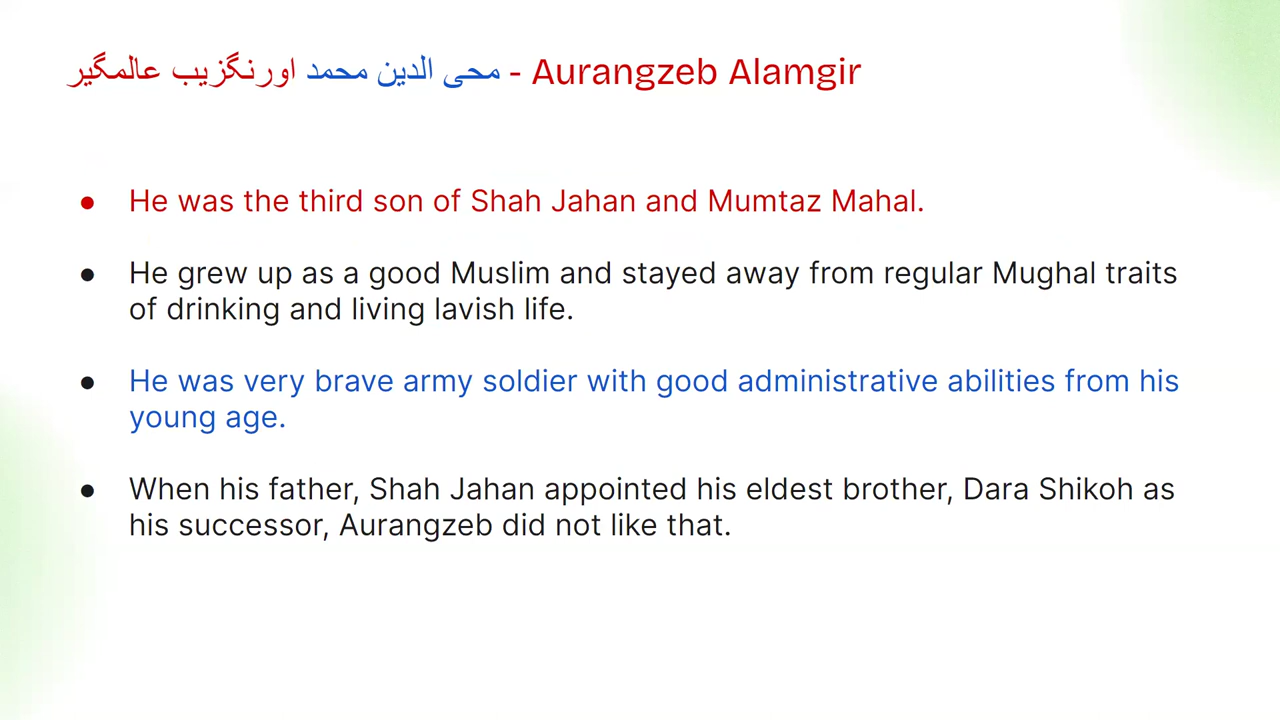 محی الدین محمد اورنگزیب عالمگیر - Aurangzeb Alamgir
● He was the third son of Shah Jahan and Mumtaz Mahal.
● He grew up as a good Muslim and stayed away from regular Mughal traits
of drinking and living lavish life.
● He was very brave army soldier with good administrative abilities from his
young age.
● When his father, Shah Jahan appointed his eldest brother, Dara Shikoh as
his successor, Aurangzeb did not like that.